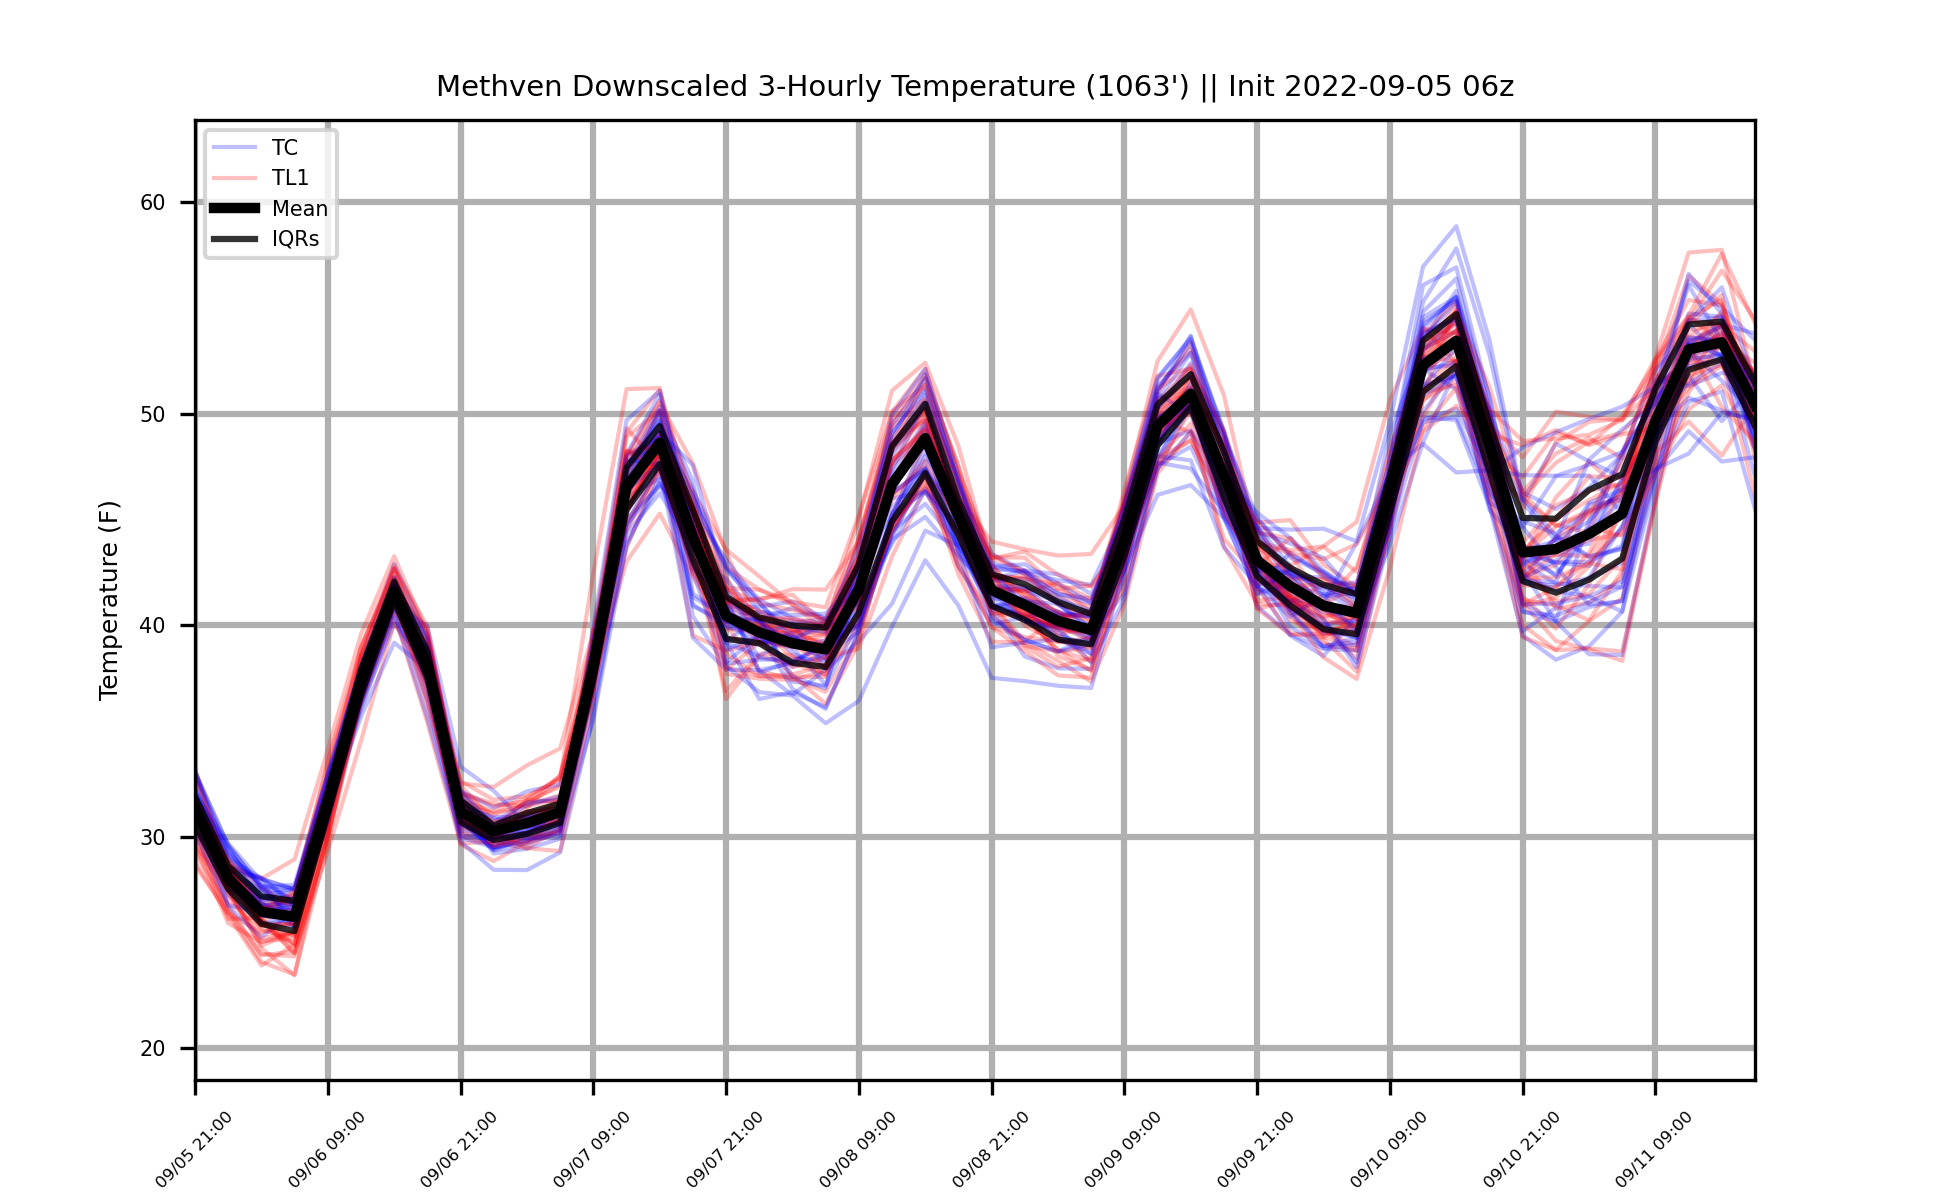 Methven Downscaled 3-Hourly Temperature (1063') || Init 2022-09-05 06z
TC
TL1
Mean
IQRs
Temperature (F)
60
50
40
30
20
09/05 21:00
09/06 09:00
09/06 21:00
09/07 09:00
09/07 21:00
09/08 09:00
09/08 21:00
09/09 09:00
09/09 21:00
09/10 09:00
09/10 21:00
09/11 09:00